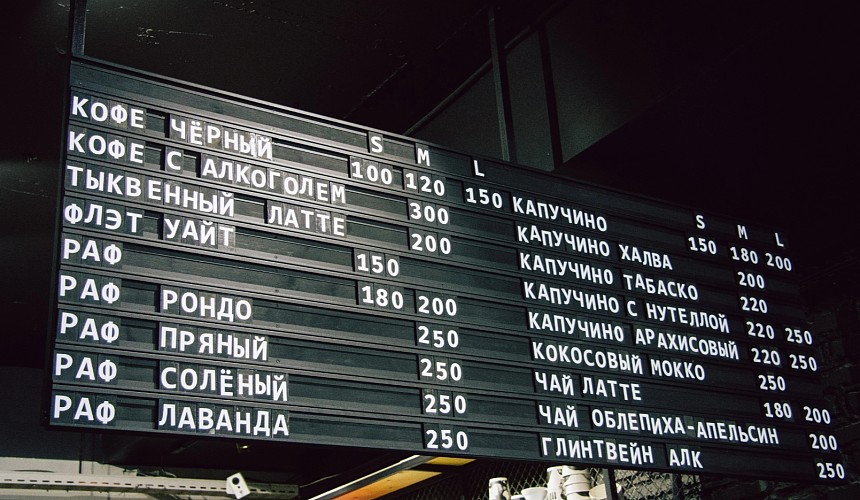 S M L
КОФЕ ЧЁРНЫЙ 100 120 150
КОФЕ С АЛКОГОЛЕМ 300
ТЫКВЕННЫЙ ЛАТТЕ 200
ФЛЭТ УАЙТ 150
РАФ 180 200
РАФ РОНДО 250
РАФ ПРЯНЫЙ 250
РАФ СОЛЁНЫЙ 250
РАФ ЛАВАНДА 250
S M L
КАПУЧИНО 150 180 200
КАПУЧИНО ХАЛВА 200
КАПУЧИНО ТАБАСКО 220
КАПУЧИНО С НУТЕЛЛОЙ 220 250
КАПУЧИНО АРАХИСОВЫЙ 220 250
КОКОСОВЫЙ МОККО 250
ЧАЙ ЛАТТЕ 180 200
ЧАЙ ОБЛЕПИХА-АПЕЛЬСИН 200
ГЛИНТВЕЙН АЛК 250